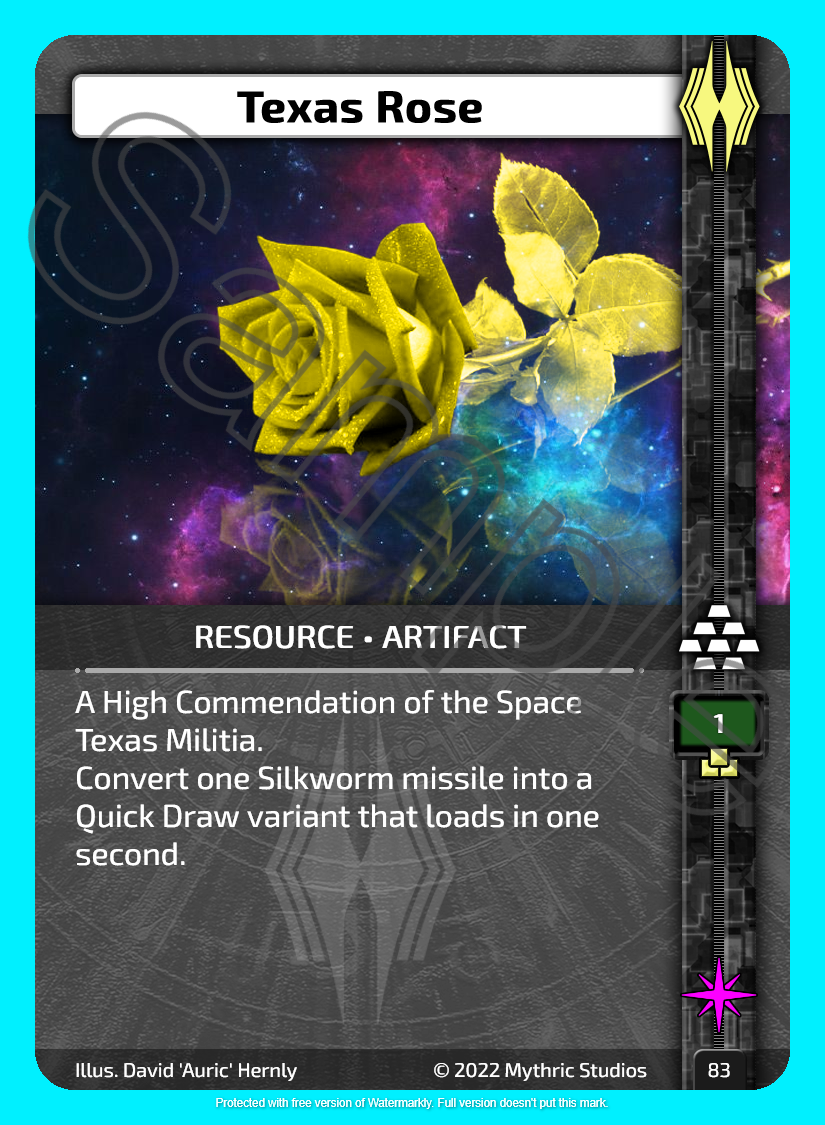 Texas Rose
Sample
RESOURCE • ARTIFACT
A High Commendation of the Space
Texas Militia.
Convert one Silkworm missile into a
Quick Draw variant that loads in one
second.
1
Illus. David 'Auric' Hernly
© 2022 Mythric Studios
83
Protected with free version of Watermarkly. Full version doesn't put this mark.